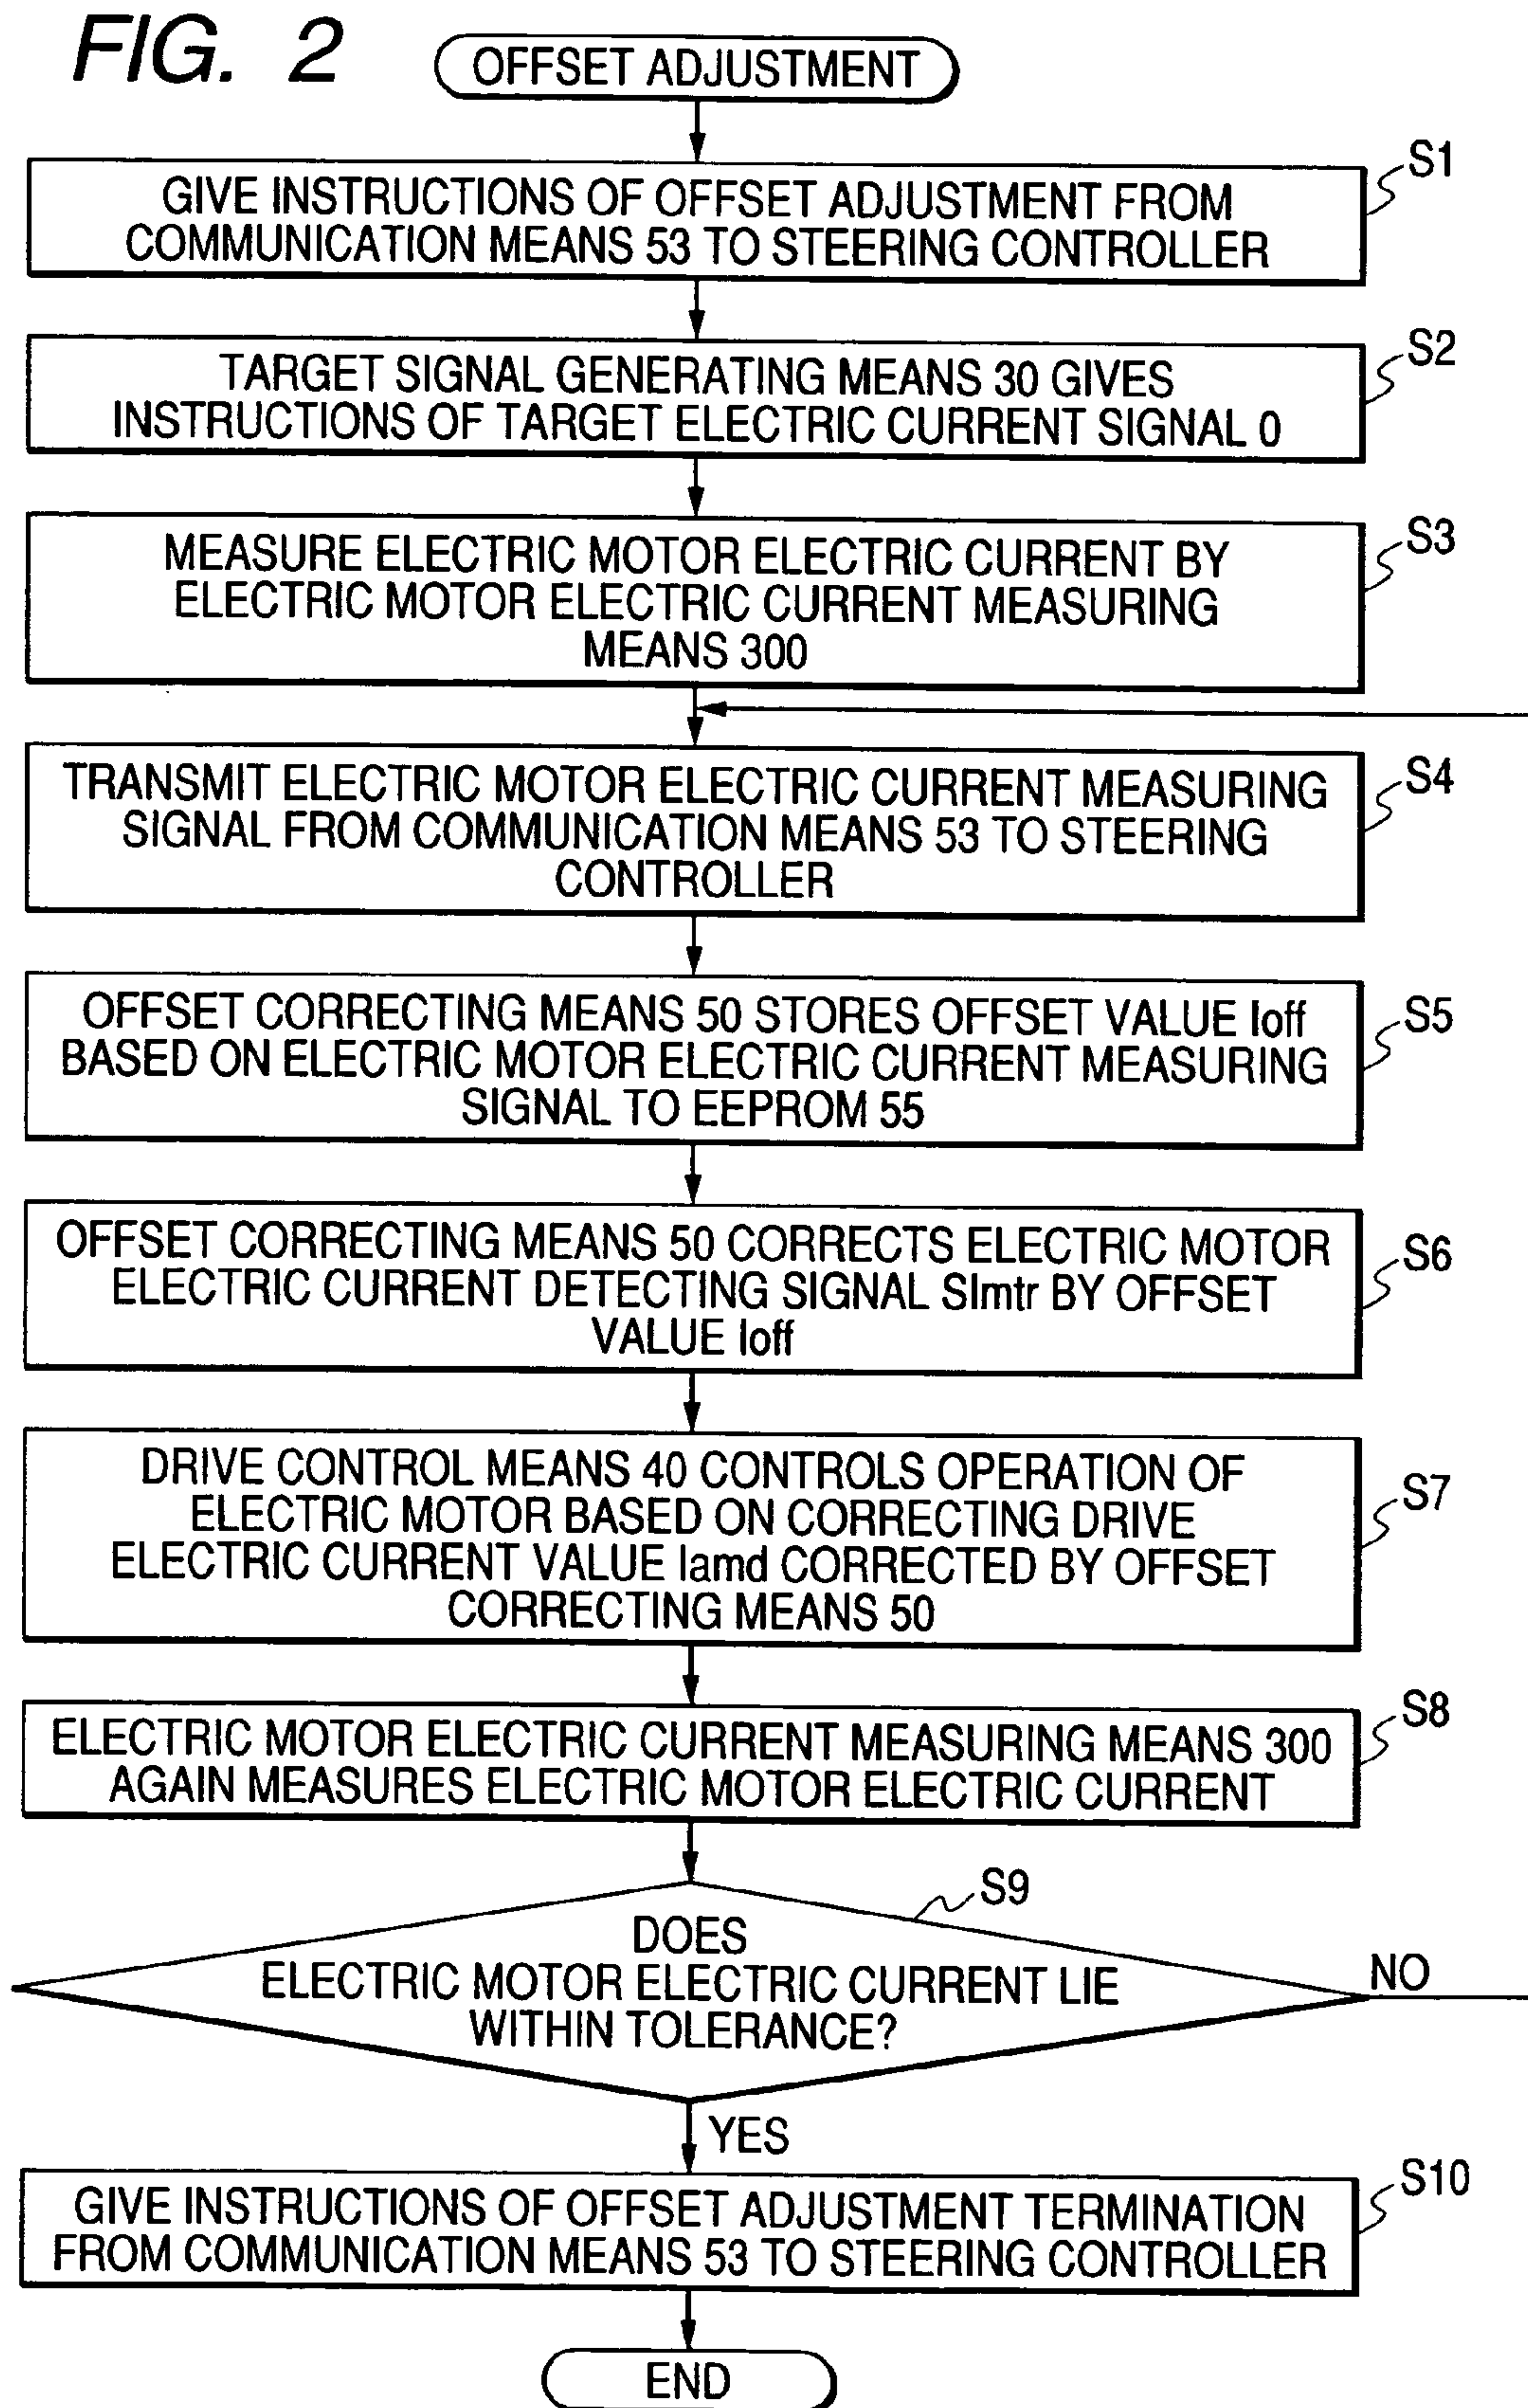 FIG. 2
OFFSET ADJUSTMENT
S1
GIVE INSTRUCTIONS OF OFFSET ADJUSTMENT FROM
COMMUNICATION MEANS 53 TO STEERING CONTROLLER
S2
TARGET SIGNAL GENERATING MEANS 30 GIVES
INSTRUCTIONS OF TARGET ELECTRIC CURRENT SIGNAL 0
S3
MEASURE ELECTRIC MOTOR ELECTRIC CURRENT BY
ELECTRIC MOTOR ELECTRIC CURRENT MEASURING
MEANS 300
S4
TRANSMIT ELECTRIC MOTOR ELECTRIC CURRENT MEASURING
SIGNAL FROM COMMUNICATION MEANS 53 TO STEERING
CONTROLLER
S5
OFFSET CORRECTING MEANS 50 STORES OFFSET VALUE Ioff
BASED ON ELECTRIC MOTOR ELECTRIC CURRENT MEASURING
SIGNAL TO EEPROM 55
S6
OFFSET CORRECTING MEANS 50 CORRECTS ELECTRIC MOTOR
ELECTRIC CURRENT DETECTING SIGNAL SImtr BY OFFSET
VALUE Ioff
S7
DRIVE CONTROL MEANS 40 CONTROLS OPERATION OF
ELECTRIC MOTOR BASED ON CORRECTING DRIVE
ELECTRIC CURRENT VALUE Iamd CORRECTED BY OFFSET
CORRECTING MEANS 50
S8
ELECTRIC MOTOR ELECTRIC CURRENT MEASURING MEANS 300
AGAIN MEASURES ELECTRIC MOTOR ELECTRIC CURRENT
S9
DOES
ELECTRIC MOTOR ELECTRIC CURRENT LIE
WITHIN TOLERANCE?
NO
YES
S10
GIVE INSTRUCTIONS OF OFFSET ADJUSTMENT TERMINATION
FROM COMMUNICATION MEANS 53 TO STEERING CONTROLLER
END